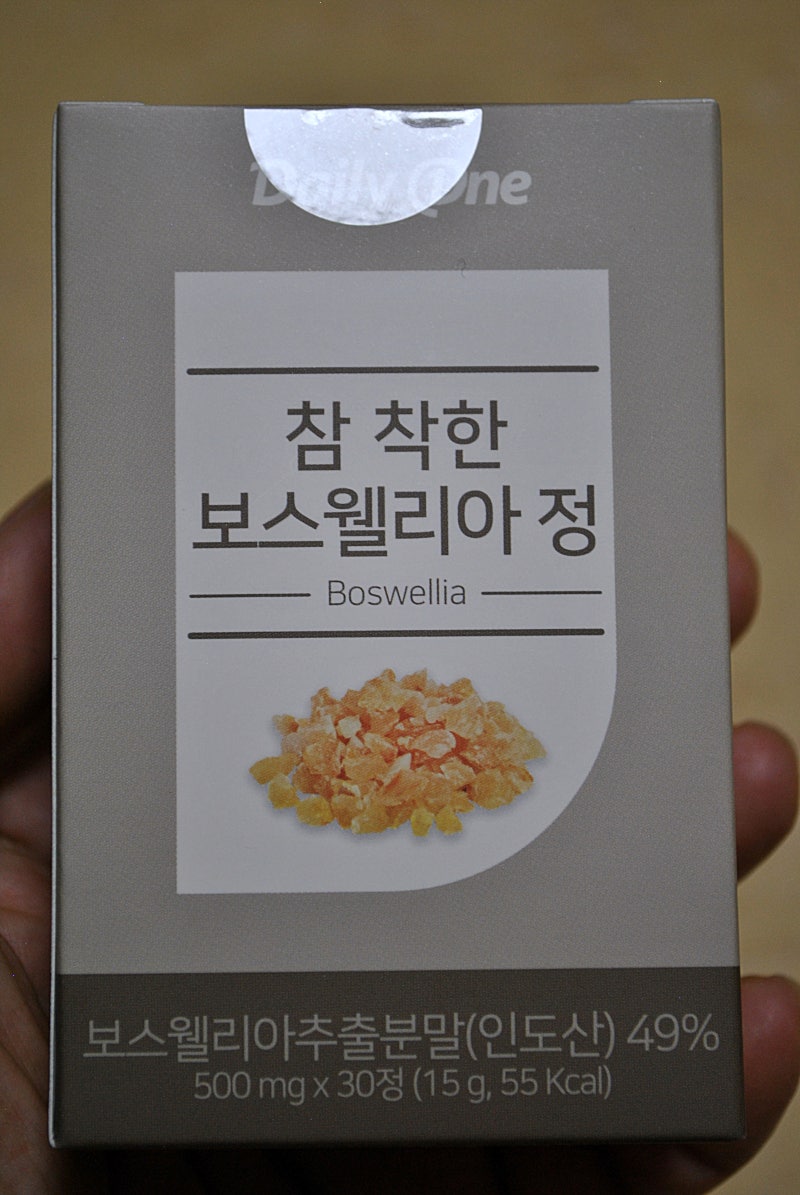 Daily One
참 착한
보스웰리아 정
Boswellia
보스웰리아추출분말(인도산) 49%
500 mg x 30정 (15 g, 55 Kcal)